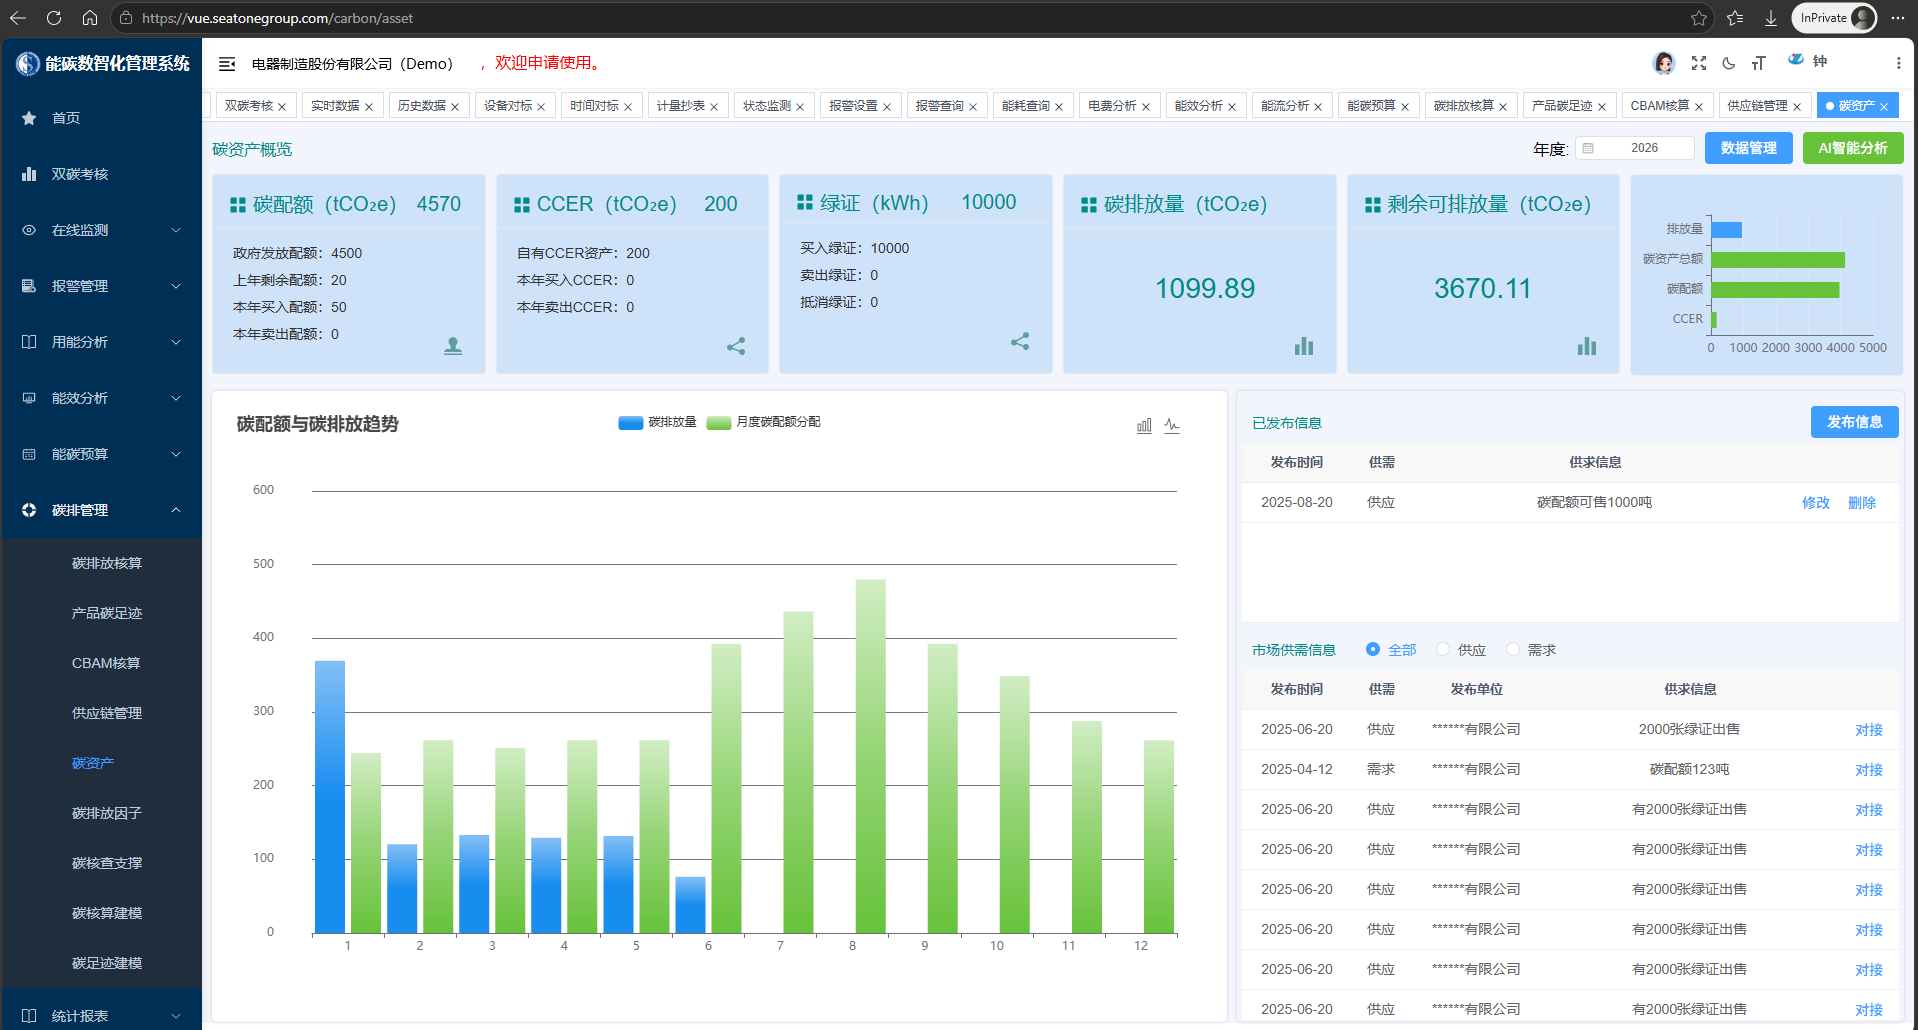 https://vue.seatonegroup.com/carbon/asset
InPrivate
能碳数智化管理系统
电器制造股份有限公司（Demo）
，欢迎申请使用。
钟
双碳考核 实时数据 历史数据 设备对标 时间对标 计量抄表 状态监测 报警设置 报警查询 能耗查询 电费分析 能效分析 能流分析 能碳预算 碳排放核算 产品碳足迹 CBAM核算 供应链管理 碳资产
首页
双碳考核
在线监测
报警管理
用能分析
能效分析
能碳预算
碳排管理
碳排放核算
产品碳足迹
CBAM核算
供应链管理
碳资产
碳排放因子
碳核查支撑
碳核算建模
碳足迹建模
统计报表
碳资产概览
年度: 2026 数据管理 AI智能分析
碳配额（tCO₂e） 4570
政府发放配额：4500
上年剩余配额：20
本年买入配额：50
本年卖出配额：0
CCER（tCO₂e） 200
自有CCER资产：200
本年买入CCER：0
本年卖出CCER：0
绿证（kWh） 10000
买入绿证：10000
卖出绿证：0
抵消绿证：0
碳排放量（tCO₂e）
1099.89
剩余可排放量（tCO₂e）
3670.11
排放量
碳资产总额
碳配额
CCER
0 1000 2000 3000 4000 5000
碳配额与碳排放趋势
碳排放量 月度碳配额分配
600
500
400
300
200
100
0
1 2 3 4 5 6 7 8 9 10 11 12
已发布信息 发布信息
发布时间 供需 供求信息
2025-08-20 供应 碳配额可售1000吨 修改 删除
市场供需信息 全部 供应 需求
发布时间 供需 发布单位 供求信息
2025-06-20 供应 ******有限公司 2000张绿证出售 对接
2025-04-12 需求 ******有限公司 碳配额123吨 对接
2025-06-20 供应 ******有限公司 有2000张绿证出售 对接
2025-06-20 供应 ******有限公司 有2000张绿证出售 对接
2025-06-20 供应 ******有限公司 有2000张绿证出售 对接
2025-06-20 供应 ******有限公司 有2000张绿证出售 对接
2025-06-20 供应 ******有限公司 有2000张绿证出售 对接
2025-06-20 供应 ******有限公司 有2000张绿证出售 对接